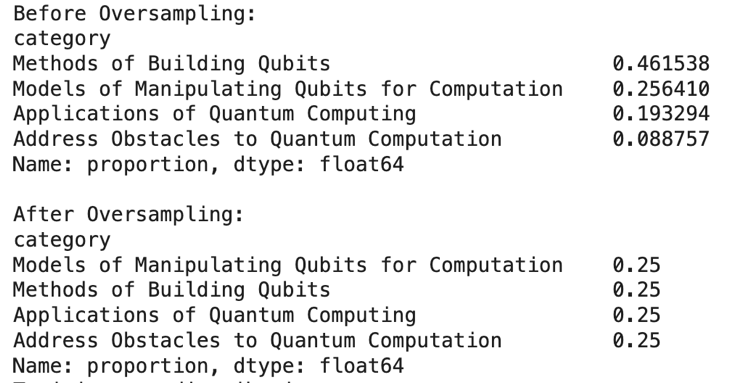 Before Oversampling:
category
Methods of Building Qubits 0.461538
Models of Manipulating Qubits for Computation 0.256410
Applications of Quantum Computing 0.193294
Address Obstacles to Quantum Computation 0.088757
Name: proportion, dtype: float64
After Oversampling:
category
Models of Manipulating Qubits for Computation 0.25
Methods of Building Qubits 0.25
Applications of Quantum Computing 0.25
Address Obstacles to Quantum Computation 0.25
Name: proportion, dtype: float64